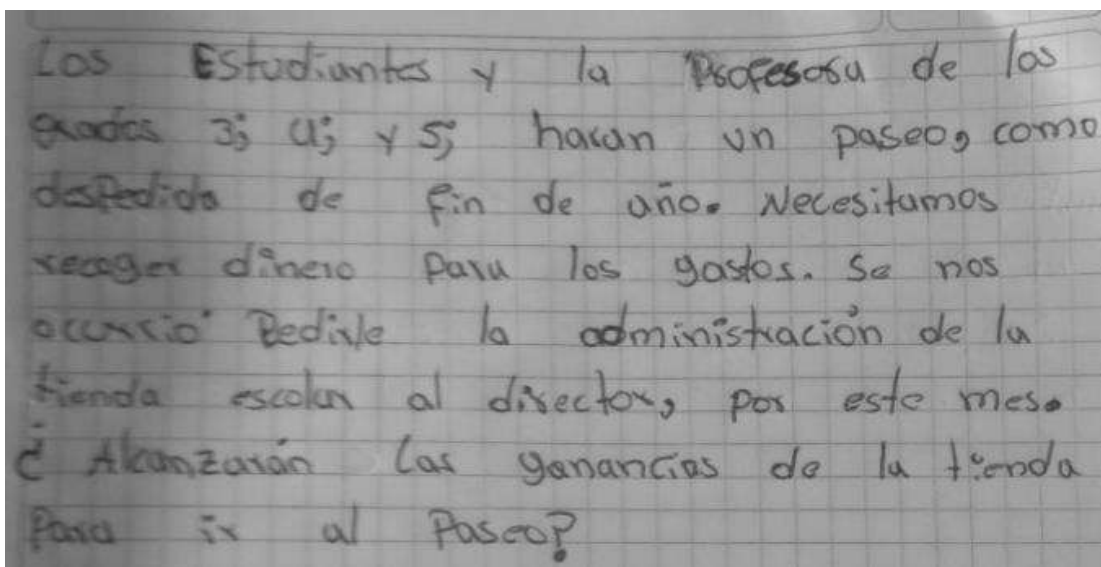 Los Estudiantes y la Profesora de los
grados 3; 4; y 5; haran un paseo, como
despedida de fin de año. Necesitamos
recoger dinero para los gastos. Se nos
ocurrio' Pedirle la administración de la
tienda escolar al director, por este mes.
¿ Alcanzarán las ganancias de la tienda
Para ir al Paseo?